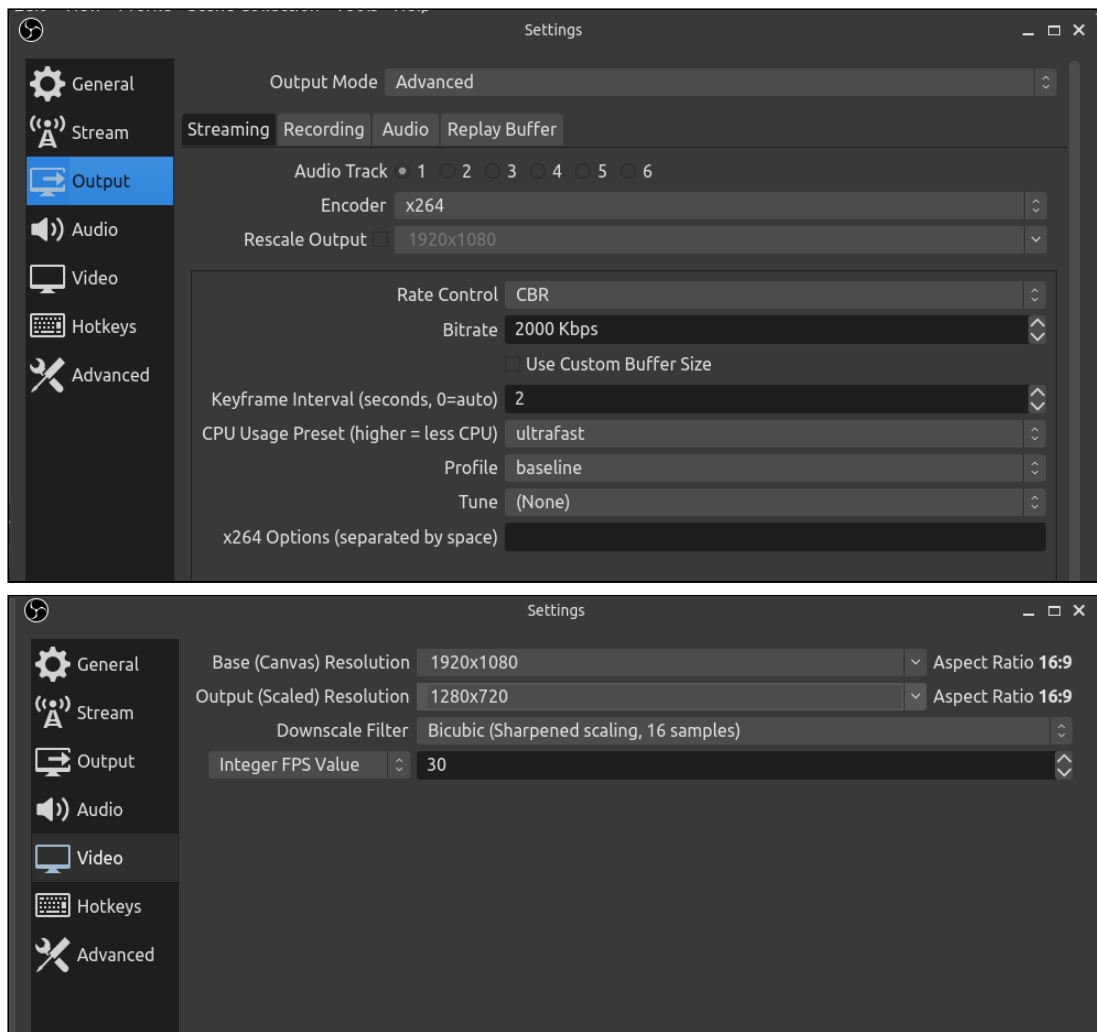 Settings
General
Output Mode Advanced
Stream
Streaming Recording Audio Replay Buffer
Output
Audio Track 1 2 3 4 5 6
Encoder x264
Audio
Rescale Output 1920x1080
Video
Rate Control CBR
Hotkeys
Bitrate 2000 Kbps
Use Custom Buffer Size
Advanced
Keyframe Interval (seconds, 0=auto) 2
CPU Usage Preset (higher = less CPU) ultrafast
Profile baseline
Tune (None)
x264 Options (separated by space)
Settings
General
Base (Canvas) Resolution 1920x1080 Aspect Ratio 16:9
Output (Scaled) Resolution 1280x720 Aspect Ratio 16:9
Stream
Downscale Filter Bicubic (Sharpened scaling, 16 samples)
Output
Integer FPS Value 30
Audio
Video
Hotkeys
Advanced